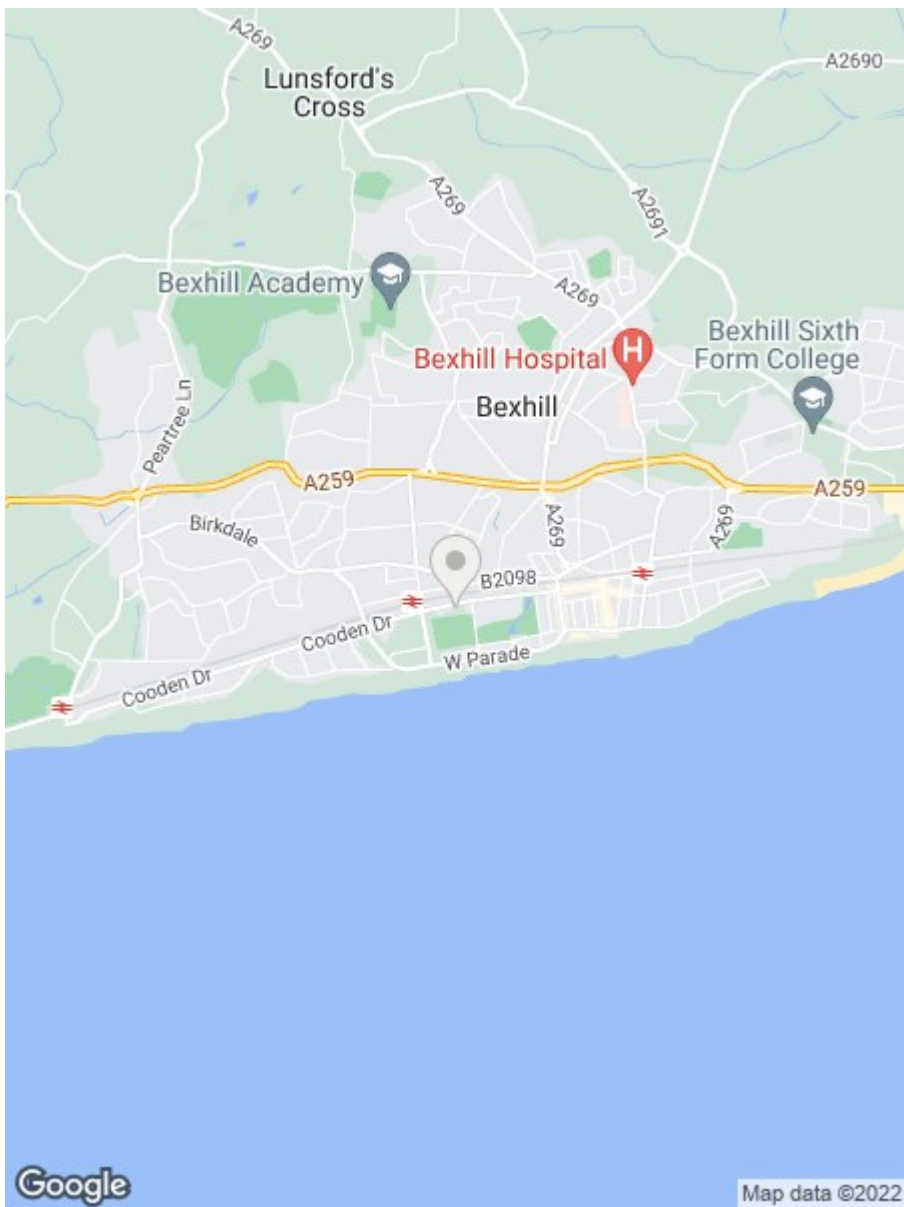 A269
A2690
Lunsford's
Cross
A269
A2691
Bexhill Academy
A269
Bexhill Sixth
Form College
H
Bexhill Hospital
Bexhill
Peartree Ln
A259
A259
Birkdale
A269
A269
B2098
Cooden Dr
W Parade
Cooden Dr
Google
Map data ©2022